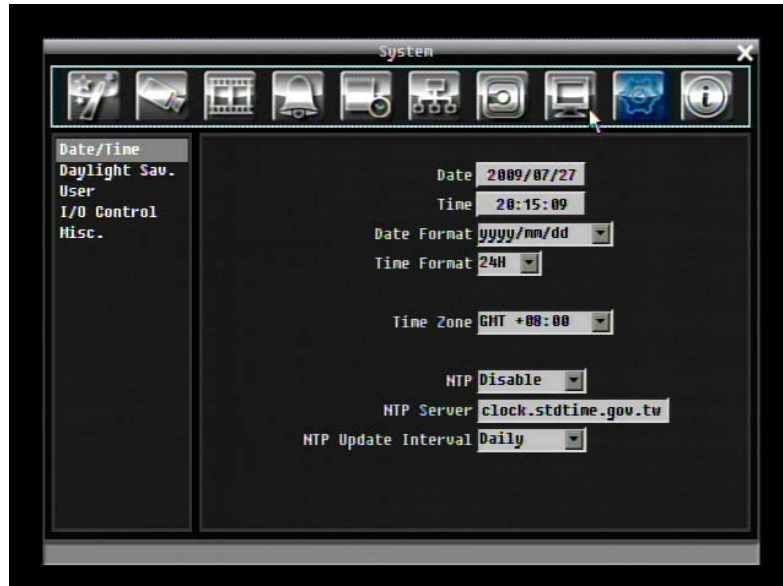 System
Date/Time
Daylight Sav.
User
I/O Control
Misc.
Date 2009/07/27
Time 20:15:09
Date Format yyyy/mm/dd
Time Format 24H
Time Zone GMT +08:00
NTP Disable
NTP Server clock.stdtime.gov.tw
NTP Update Interval Daily